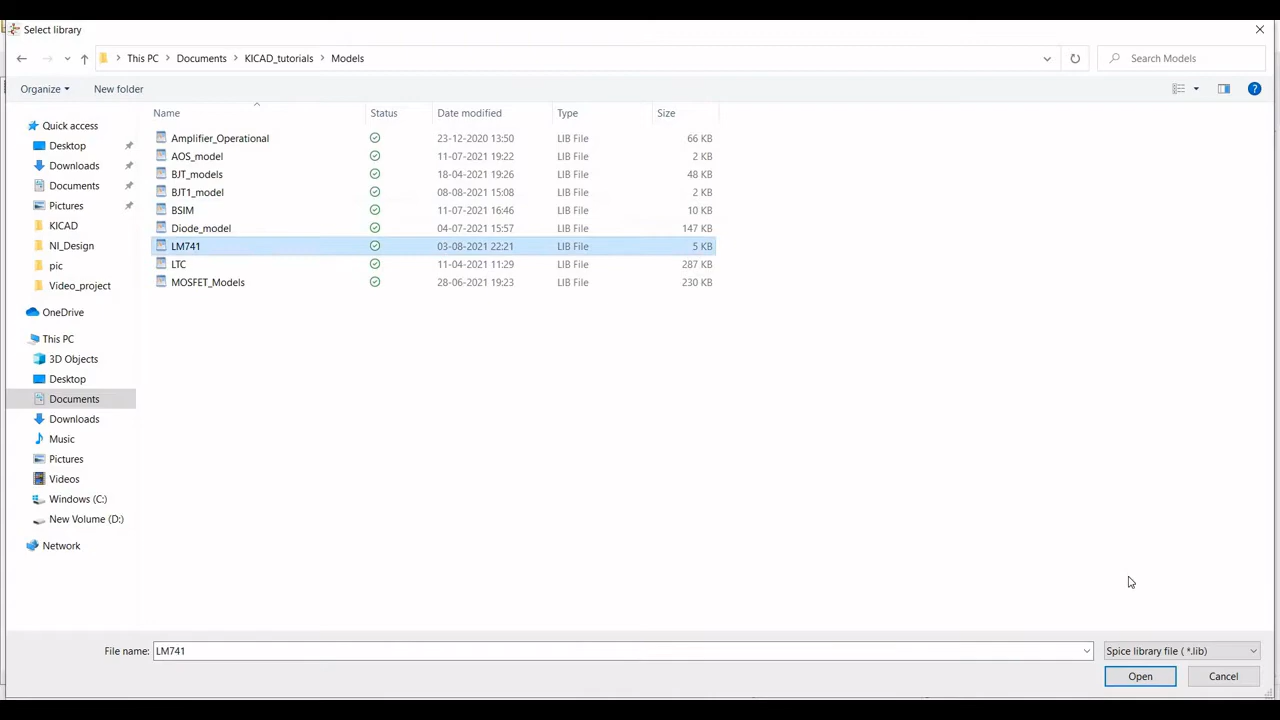 Select library
This PC > Documents > KICAD_tutorials > Models
Search Models
Organize
New folder
Name Status Date modified Type Size
Quick access
Desktop
Downloads
Documents
Pictures
KICAD
NI_Design
pic
Video_project
OneDrive
This PC
3D Objects
Desktop
Documents
Downloads
Music
Pictures
Videos
Windows (C:)
New Volume (D:)
Network
Amplifier_Operational 23-12-2020 13:50 LIB File 66 KB
AOS_model 11-07-2021 19:22 LIB File 2 KB
BJT_models 18-04-2021 19:26 LIB File 48 KB
BJT1_model 08-08-2021 15:08 LIB File 2 KB
BSIM 11-07-2021 16:46 LIB File 10 KB
Diode_model 04-07-2021 15:57 LIB File 147 KB
LM741 03-08-2021 22:21 LIB File 5 KB
LTC 11-04-2021 11:29 LIB File 287 KB
MOSFET_Models 28-06-2021 19:23 LIB File 230 KB
File name: LM741
Spice library file ( *.lib)
Open Cancel